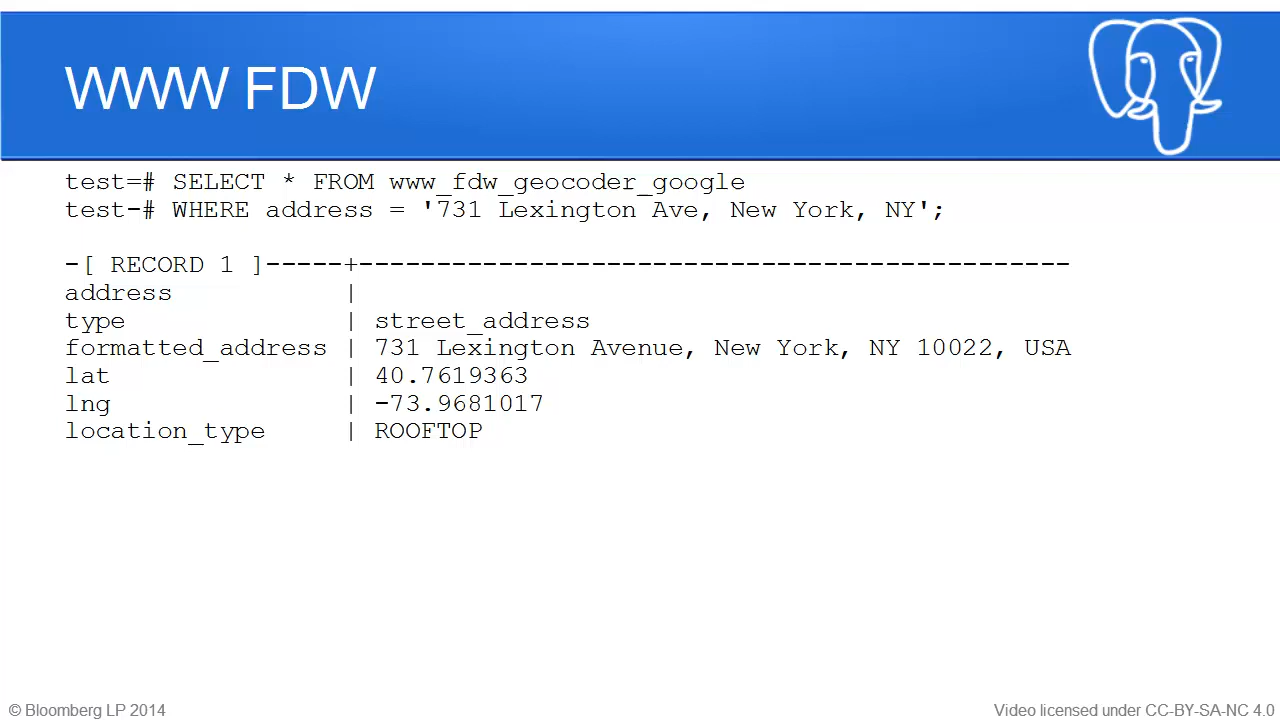 WWW FDW
test=# SELECT * FROM www_fdw_geocoder_google
test-# WHERE address = '731 Lexington Ave, New York, NY';
-[ RECORD 1 ]-----+----------------------------------------------
address |
type | street_address
formatted_address | 731 Lexington Avenue, New York, NY 10022, USA
lat | 40.7619363
lng | -73.9681017
location_type | ROOFTOP
© Bloomberg LP 2014
Video licensed under CC-BY-SA-NC 4.0